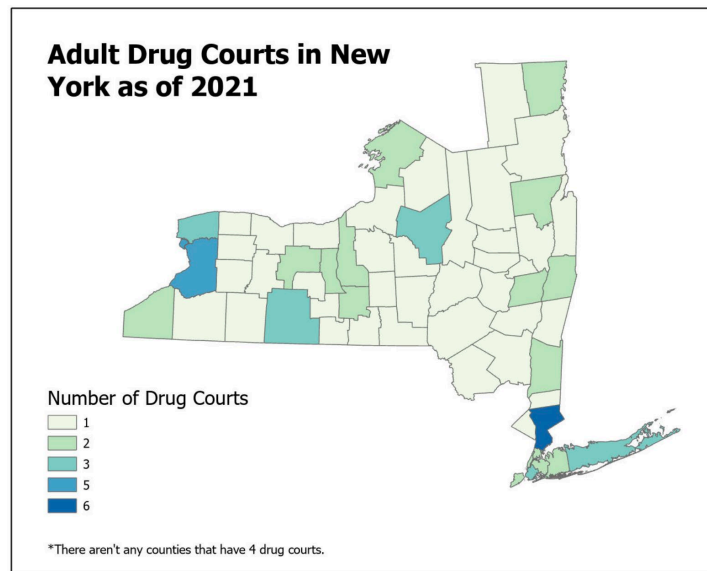 Adult Drug Courts in New
York as of 2021
Number of Drug Courts
1
2
3
5
6
*There aren't any counties that have 4 drug courts.